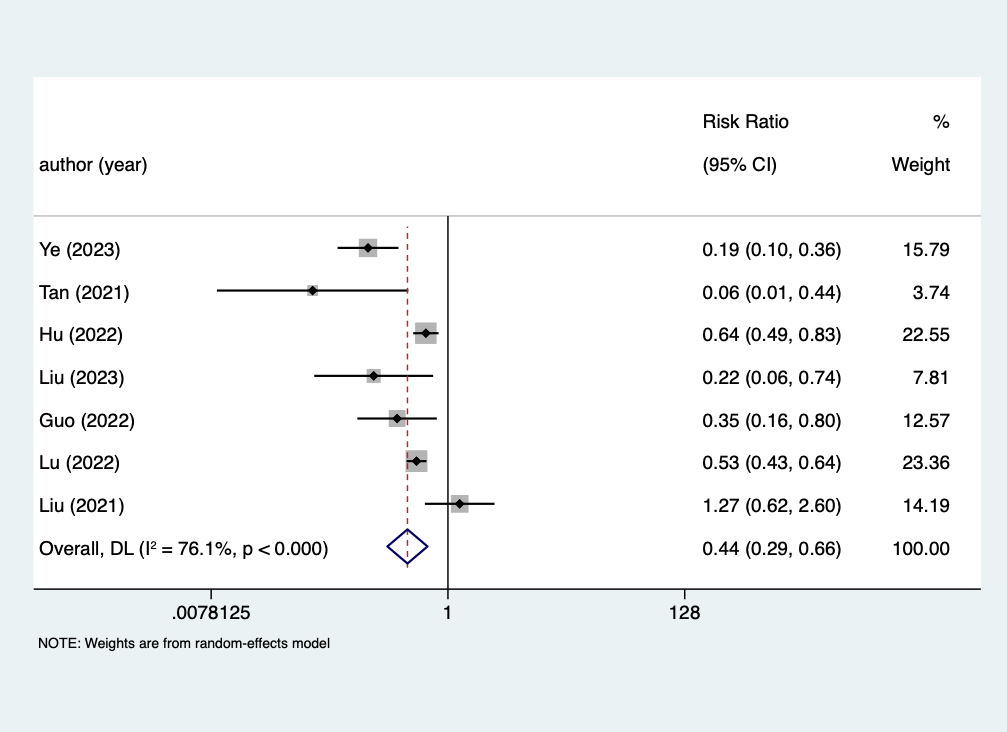 Risk Ratio %
author (year) (95% CI) Weight
Ye (2023) 0.19 (0.10, 0.36) 15.79
Tan (2021) 0.06 (0.01, 0.44) 3.74
Hu (2022) 0.64 (0.49, 0.83) 22.55
Liu (2023) 0.22 (0.06, 0.74) 7.81
Guo (2022) 0.35 (0.16, 0.80) 12.57
Lu (2022) 0.53 (0.43, 0.64) 23.36
Liu (2021) 1.27 (0.62, 2.60) 14.19
Overall, DL (I² = 76.1%, p < 0.000) 0.44 (0.29, 0.66) 100.00
.0078125 1 128
NOTE: Weights are from random-effects model